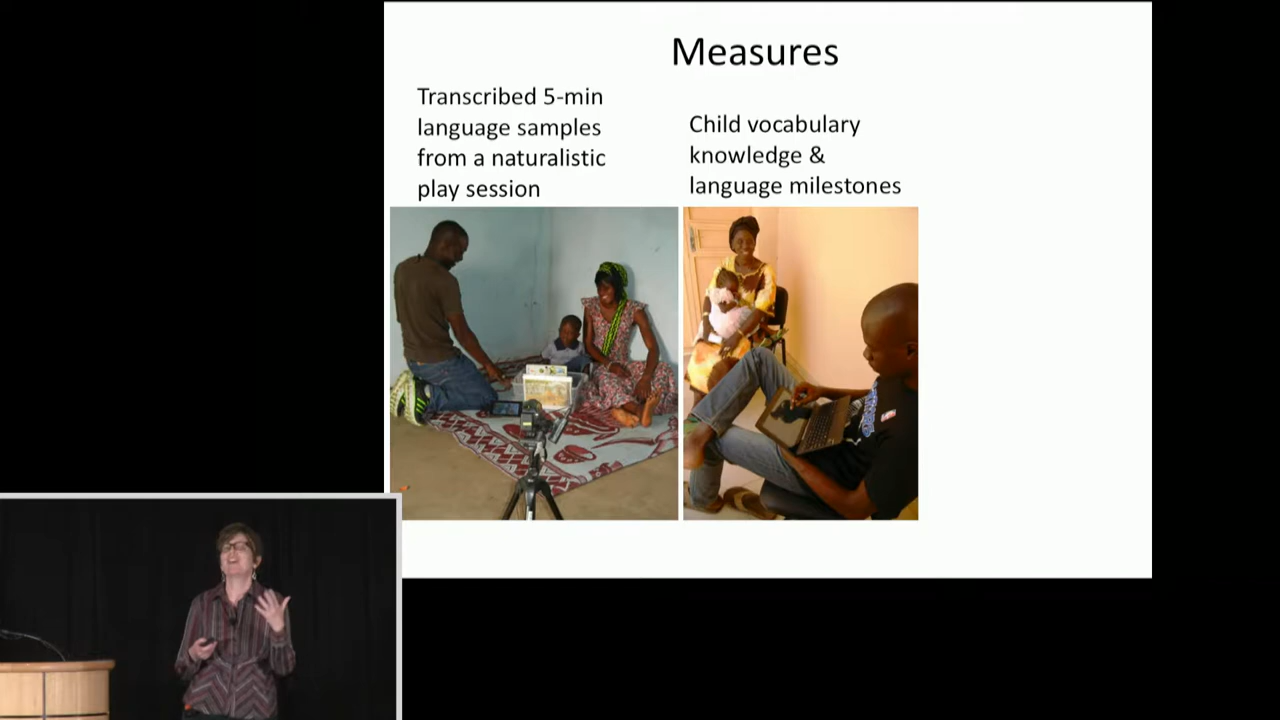 Measures
Transcribed 5-min
language samples
from a naturalistic
play session
Child vocabulary
knowledge &
language milestones